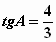 tgA = 4/3